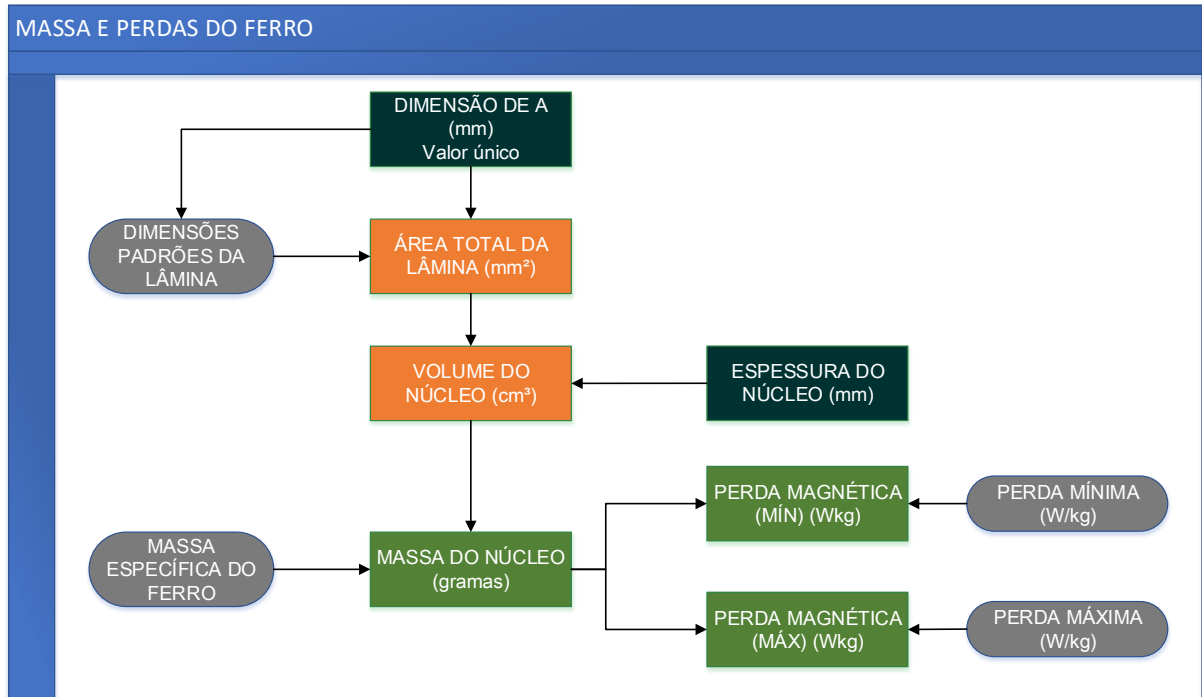 MASSA E PERDAS DO FERRO
DIMENSÃO DE A
(mm)
Valor único
DIMENSÕES
PADRÕES DA
LÂMINA
ÁREA TOTAL DA
LÂMINA (mm²)
VOLUME DO
NÚCLEO (cm³)
ESPESSURA DO
NÚCLEO (mm)
PERDA MAGNÉTICA
(MÍN) (Wkg)
PERDA MÍNIMA
(W/kg)
MASSA
ESPECÍFICA DO
FERRO
MASSA DO NÚCLEO
(gramas)
PERDA MAGNÉTICA
(MÁX) (Wkg)
PERDA MÁXIMA
(W/kg)